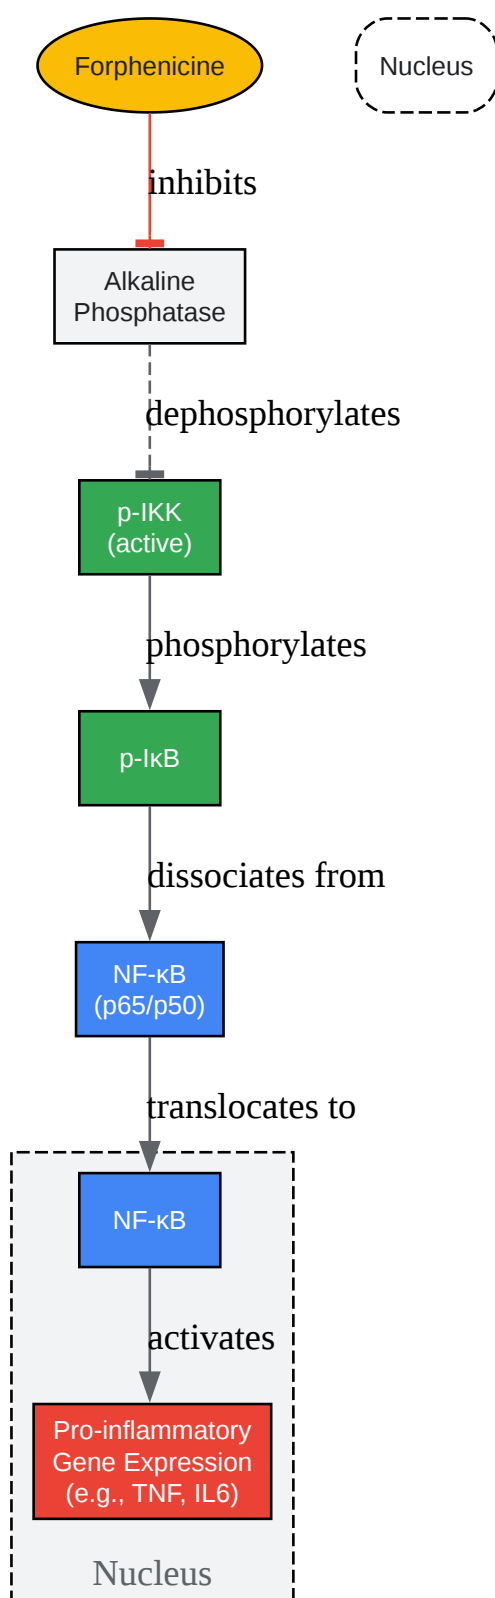 Forphenicine
Nucleus
inhibits
Alkaline
Phosphatase
dephosphorylates
p-IKK
(active)
phosphorylates
p-IκB
dissociates from
NF-κB
(p65/p50)
translocates to
NF-κB
activates
Pro-inflammatory
Gene Expression
(e.g., TNF, IL6)
Nucleus